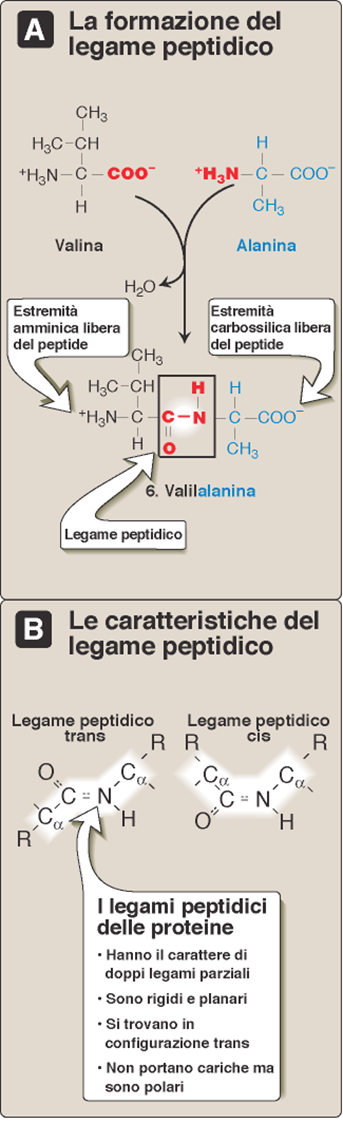 A La formazione del
legame peptidico
CH₃
H₃C–CH
⁺H₃N–C–COO⁻
H
Valina
H
⁺H₃N–C–COO⁻
CH₃
Alanina
H₂O
Estremità
amminica libera
del peptide
Estremità
carbossilica libera
del peptide
CH₃
H₃C–CH H H
⁺H₃N–C–C–N–C–COO⁻
H O CH₃
6. Valilalanina
Legame peptidico
B Le caratteristiche del
legame peptidico
Legame peptidico
trans
R
O Cα
C=N
Cα H
R
Legame peptidico
cis
R R
Cα Cα
C=N
O H
I legami peptidici
delle proteine
• Hanno il carattere di
doppi legami parziali
• Sono rigidi e planari
• Si trovano in
configurazione trans
• Non portano cariche ma
sono polari